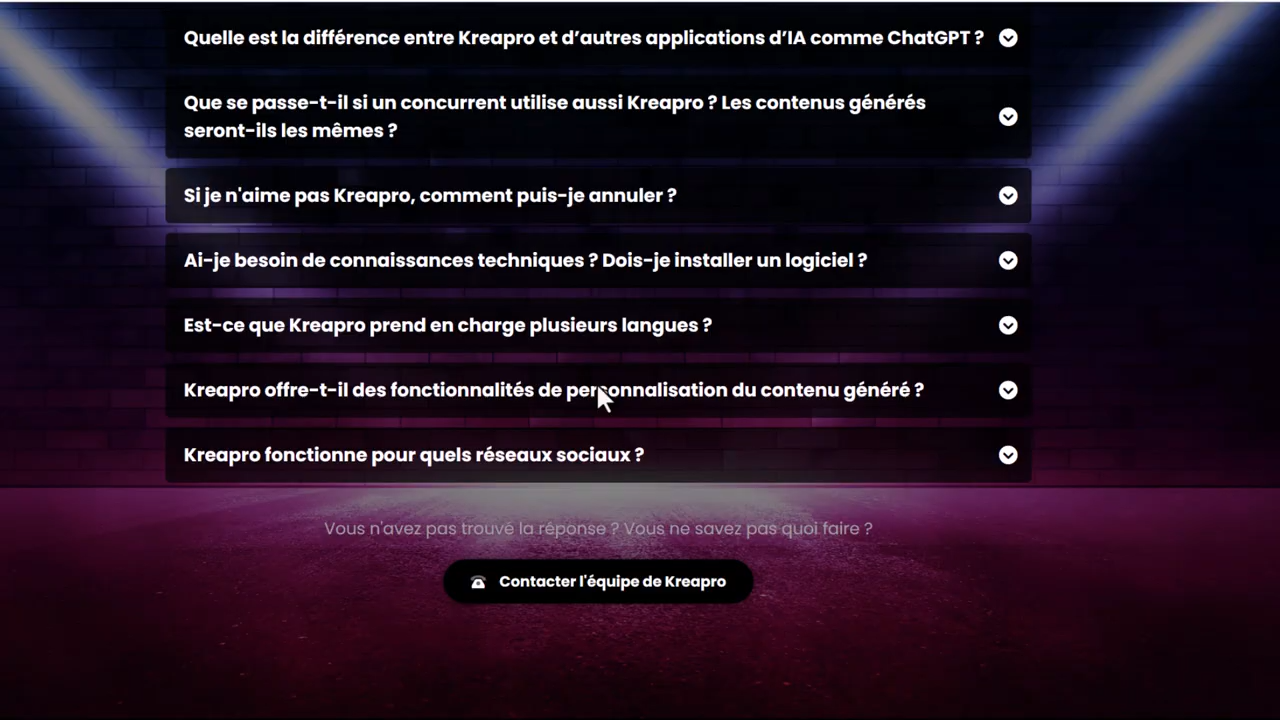 Quelle est la différence entre Kreapro et d’autres applications d’IA comme ChatGPT ?
Que se passe-t-il si un concurrent utilise aussi Kreapro ? Les contenus générés
seront-ils les mêmes ?
Si je n'aime pas Kreapro, comment puis-je annuler ?
Ai-je besoin de connaissances techniques ? Dois-je installer un logiciel ?
Est-ce que Kreapro prend en charge plusieurs langues ?
Kreapro offre-t-il des fonctionnalités de personnalisation du contenu généré ?
Kreapro fonctionne pour quels réseaux sociaux ?
Vous n'avez pas trouvé la réponse ? Vous ne savez pas quoi faire ?
Contacter l'équipe de Kreapro